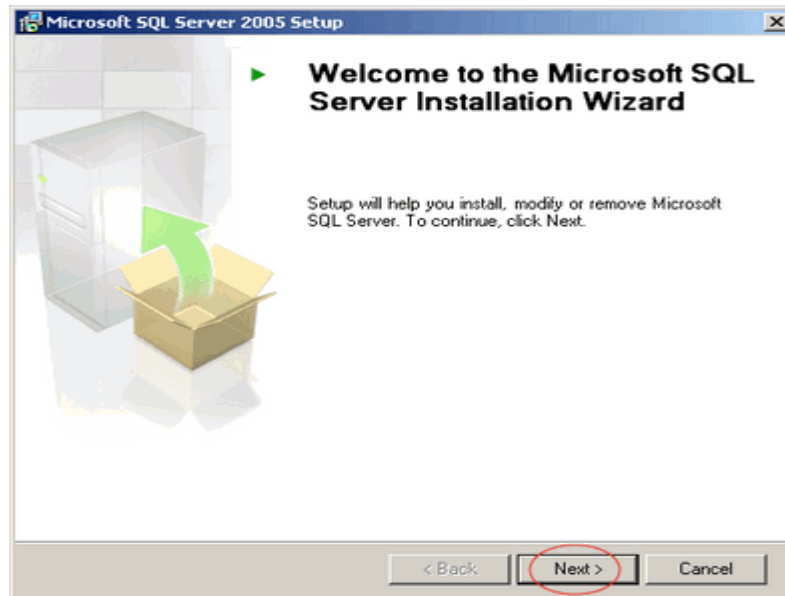 Microsoft SQL Server 2005 Setup
Welcome to the Microsoft SQL
Server Installation Wizard
Setup will help you install, modify or remove Microsoft
SQL Server. To continue, click Next.
< Back
Next >
Cancel